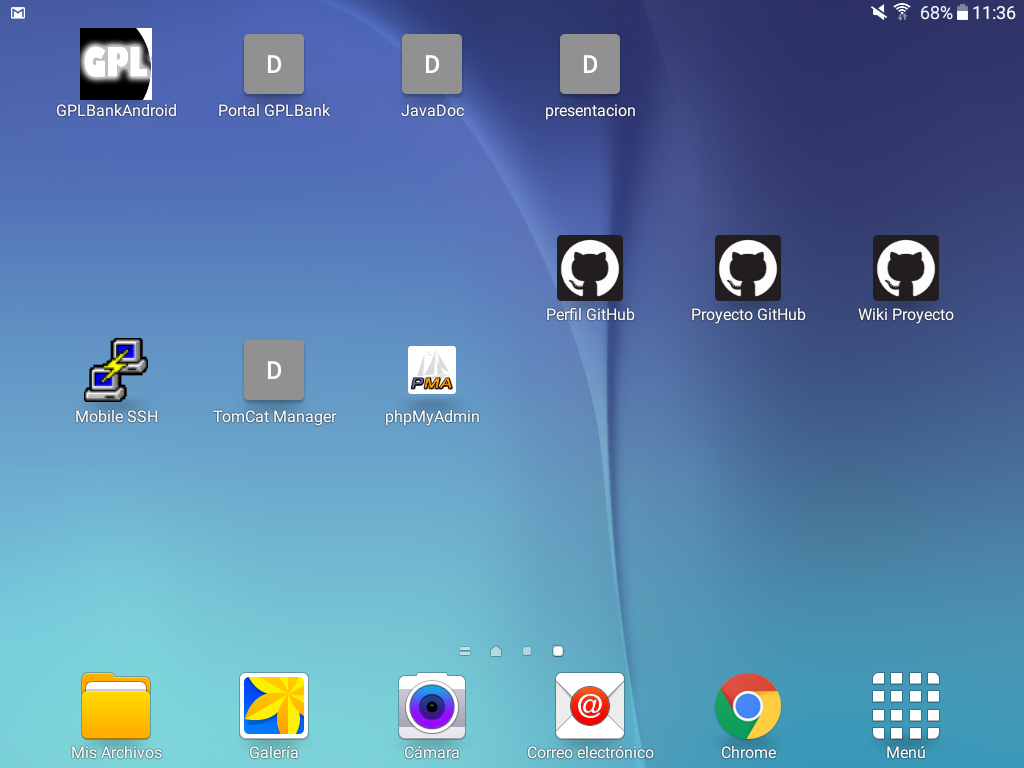 68% 11:36
GPL
D
D
D
GPLBankAndroid
Portal GPLBank
JavaDoc
presentacion
Perfil GitHub
Proyecto GitHub
Wiki Proyecto
D
PMA
Mobile SSH
TomCat Manager
phpMyAdmin
@
Mis Archivos
Galería
Cámara
Correo electrónico
Chrome
Menú